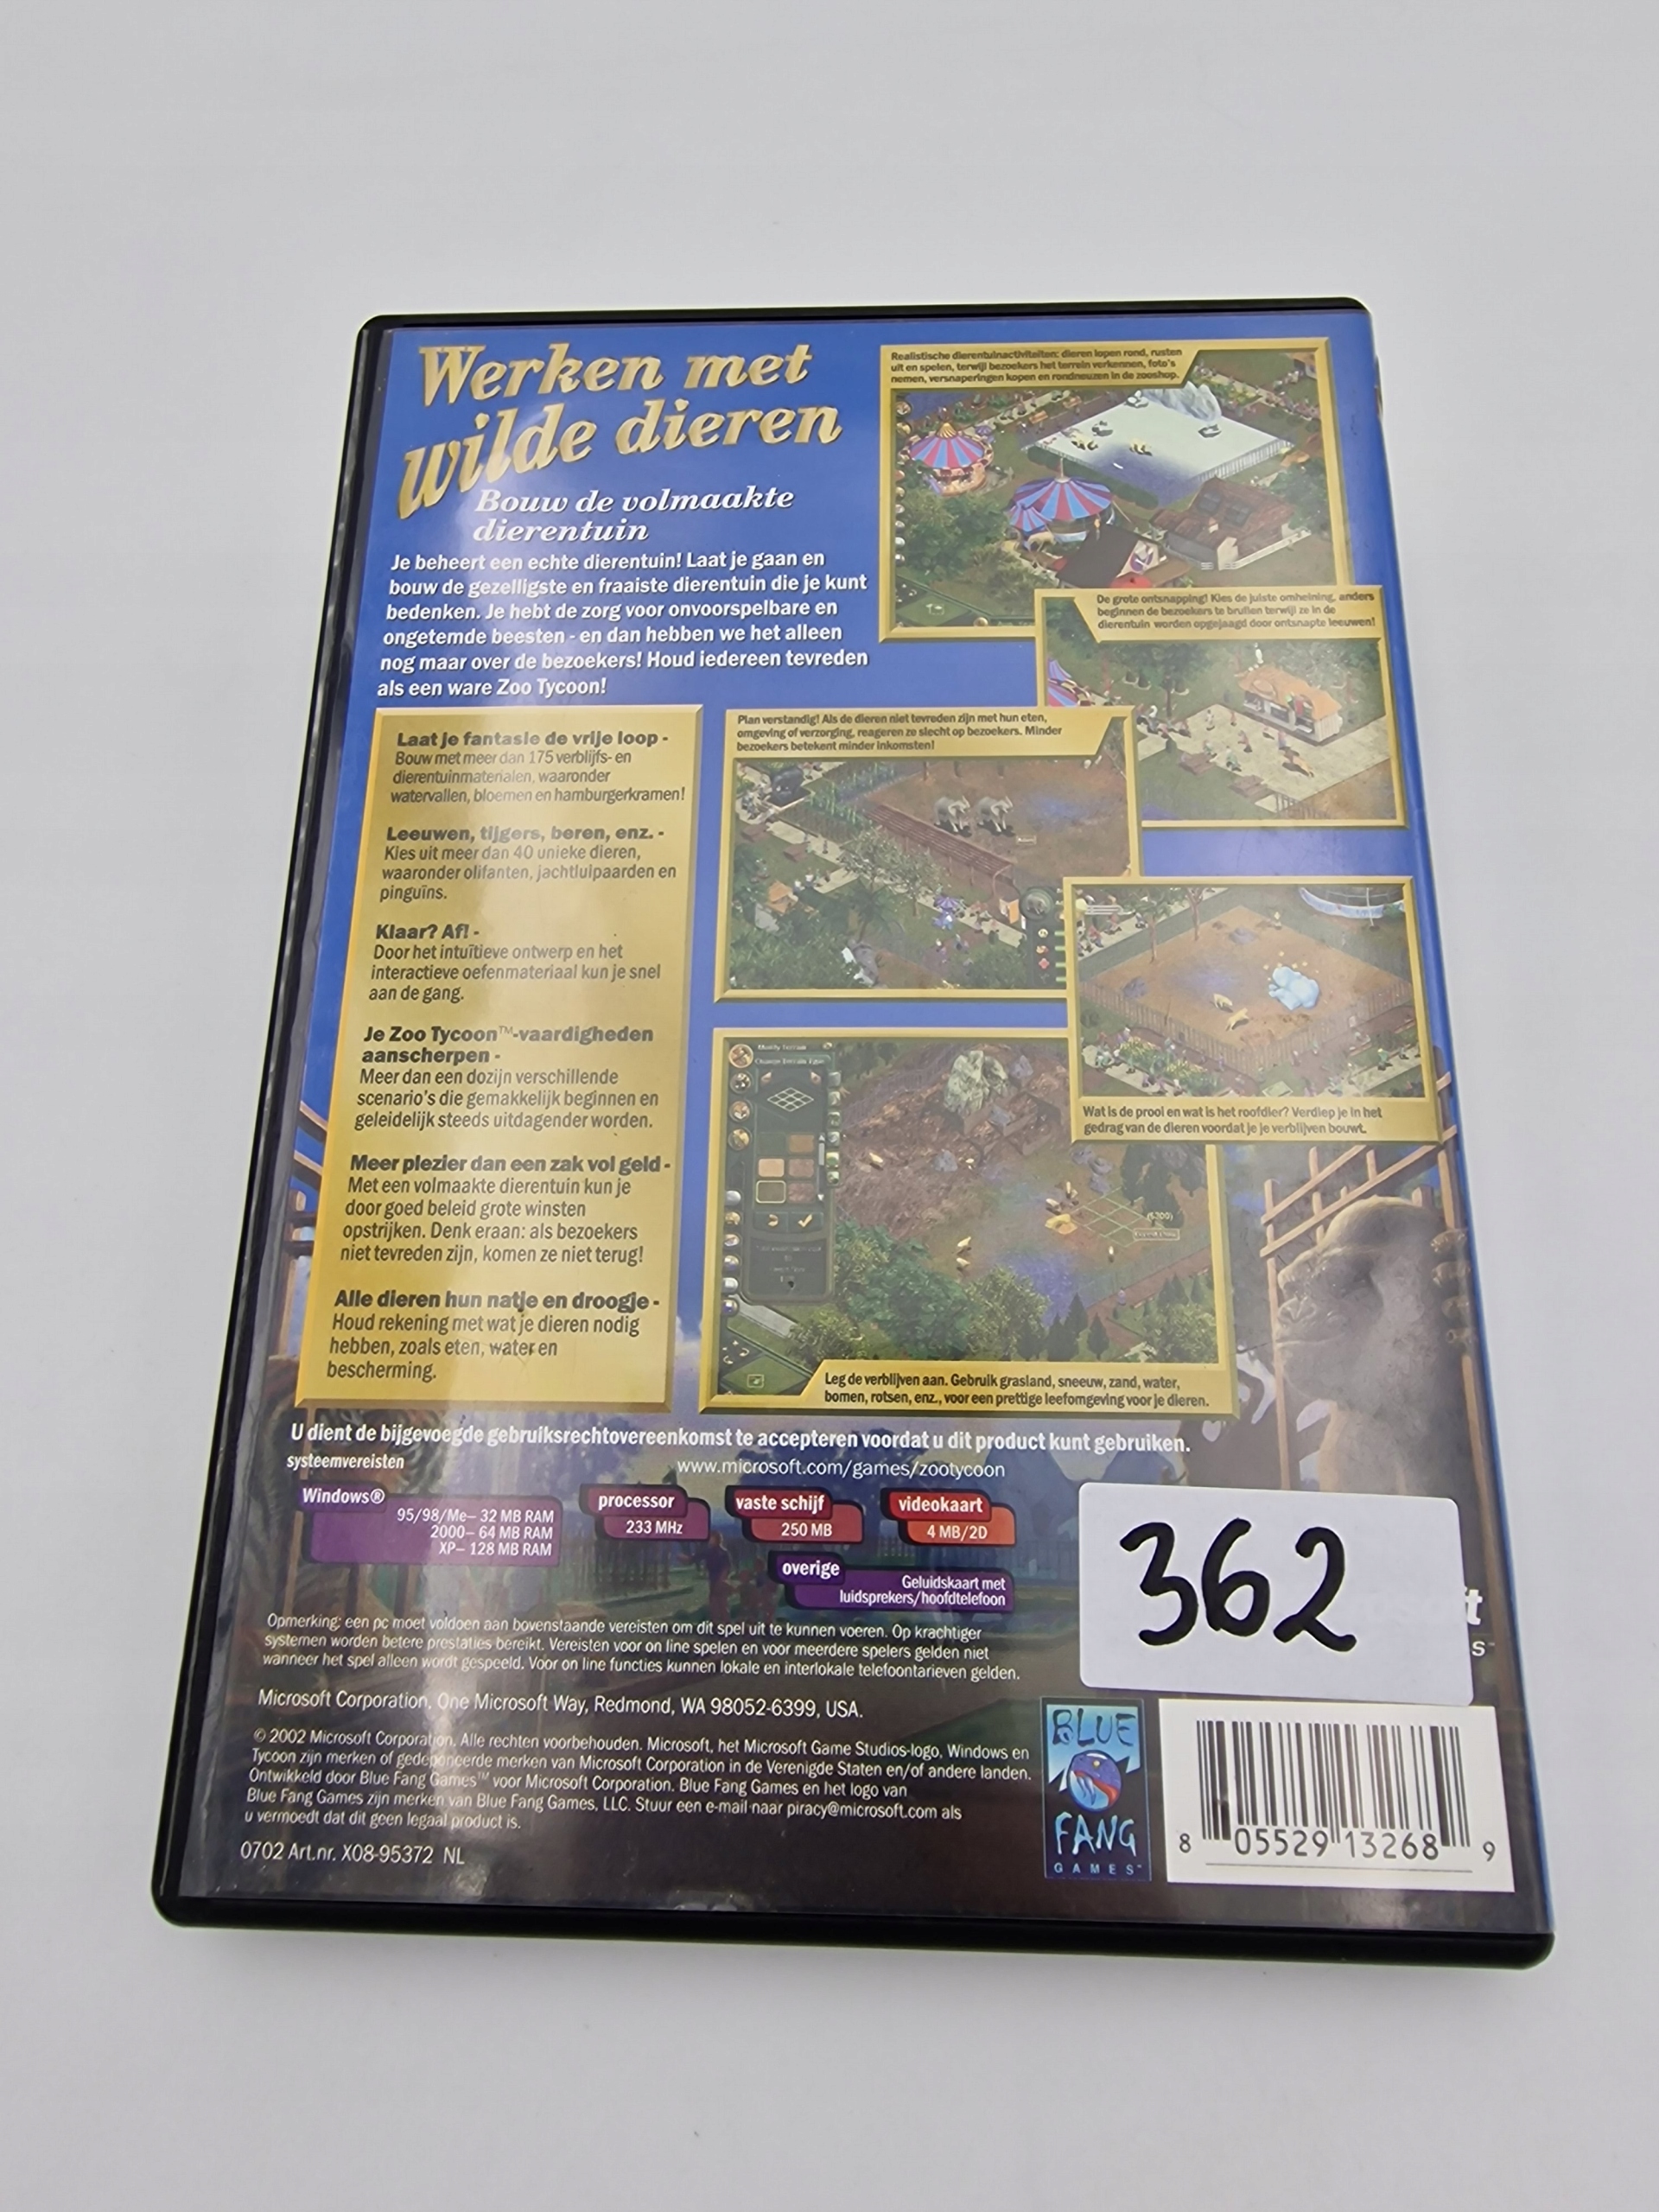 Werken met
wilde dieren
Bouw de volmaakte
dierentuin
Je beheert een echte dierentuin! Laat je gaan en
bouw de gezelligste en fraaiste dierentuin die je kunt
bedenken. Je hebt de zorg voor onvoorspelbare en
ongetemde beesten - en dan hebben we het alleen
nog maar over de bezoekers! Houd iedereen tevreden
als een ware Zoo Tycoon!
Realistische dierentuinactiviteiten: dieren lopen rond, rusten
uit en spelen, terwijl bezoekers het terrein verkennen, foto's
nemen, versnaperingen kopen en rondneuzen in de zooshop.
De grote ontsnapping! Kies de juiste omheining, anders
beginnen de bezoekers te brullen terwijl ze in de
dierentuin worden opgejaagd door ontsnapte leeuwen!
Plan verstandig! Als de dieren niet tevreden zijn met hun eten,
omgeving of verzorging, reageren ze slecht op bezoekers. Minder
bezoekers betekent minder inkomsten!
Wat is de prooi en wat is het roofdier? Verdiep je in het
gedrag van de dieren voordat je je verblijven bouwt.
Leg de verblijven aan. Gebruik grasland, sneeuw, zand, water,
bomen, rotsen, enz., voor een prettige leefomgeving voor je dieren.
Laat je fantasie de vrije loop -
Bouw met meer dan 175 verblijfs- en
dierentuinmaterialen, waaronder
watervallen, bloemen en hamburgerkramen!
Leeuwen, tijgers, beren, enz. -
Kies uit meer dan 40 unieke dieren,
waaronder olifanten, jachtluipaarden en
pinguïns.
Klaar? Af! -
Door het intuïtieve ontwerp en het
interactieve oefenmateriaal kun je snel
aan de gang.
Je Zoo Tycoon™-vaardigheden
aanscherpen -
Meer dan een dozijn verschillende
scenario's die gemakkelijk beginnen en
geleidelijk steeds uitdagender worden.
Meer plezier dan een zak vol geld -
Met een volmaakte dierentuin kun je
door goed beleid grote winsten
opstrijken. Denk eraan: als bezoekers
niet tevreden zijn, komen ze niet terug!
Alle dieren hun natje en droogje -
Houd rekening met wat je dieren nodig
hebben, zoals eten, water en
bescherming.
U dient de bijgevoegde gebruiksrechtovereenkomst te accepteren voordat u dit product kunt gebruiken.
systeemvereisten
www.microsoft.com/games/zootycoon
Windows®
95/98/Me– 32 MB RAM
2000– 64 MB RAM
XP– 128 MB RAM
processor
233 MHz
vaste schijf
250 MB
videokaart
4 MB/2D
overige
Geluidskaart met
luidsprekers/hoofdtelefoon
362
Opmerking: een pc moet voldoen aan bovenstaande vereisten om dit spel uit te kunnen voeren. Op krachtiger
systemen worden betere prestaties bereikt. Vereisten voor on line spelen en voor meerdere spelers gelden niet
wanneer het spel alleen wordt gespeeld. Voor on line functies kunnen lokale en interlokale telefoontarieven gelden.
Microsoft Corporation, One Microsoft Way, Redmond, WA 98052-6399, USA.
© 2002 Microsoft Corporation. Alle rechten voorbehouden. Microsoft, het Microsoft Game Studios-logo, Windows en
Tycoon zijn merken of gedeponeerde merken van Microsoft Corporation in de Verenigde Staten en/of andere landen.
Ontwikkeld door Blue Fang Games™ voor Microsoft Corporation. Blue Fang Games en het logo van
Blue Fang Games zijn merken van Blue Fang Games, LLC. Stuur een e-mail naar piracy@microsoft.com als
u vermoedt dat dit geen legaal product is.
0702 Art.nr. X08-95372 NL
BLUE
FANG
GAMES™
8 05529 13268 9